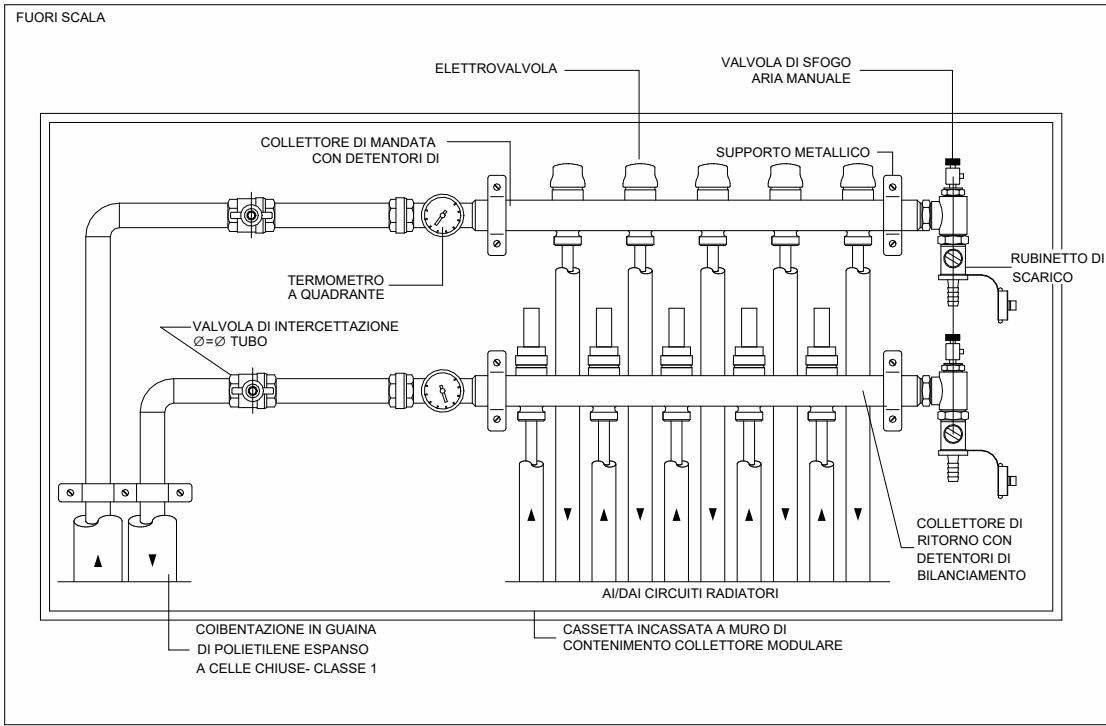 FUORI SCALA
ELETTROVALVOLA
VALVOLA DI SFOGO
ARIA MANUALE
COLLETTORE DI MANDATA
CON DETENTORI DI
SUPPORTO METALLICO
RUBINETTO DI
SCARICO
TERMOMETRO
A QUADRANTE
VALVOLA DI INTERCETTAZIONE
Ø=Ø TUBO
COLLETTORE DI
RITORNO CON
DETENTORI DI
BILANCIAMENTO
AI/DAI CIRCUITI RADIATORI
COIBENTAZIONE IN GUAINA
DI POLIETILENE ESPANSO
A CELLE CHIUSE- CLASSE 1
CASSETTA INCASSATA A MURO DI
CONTENIMENTO COLLETTORE MODULARE